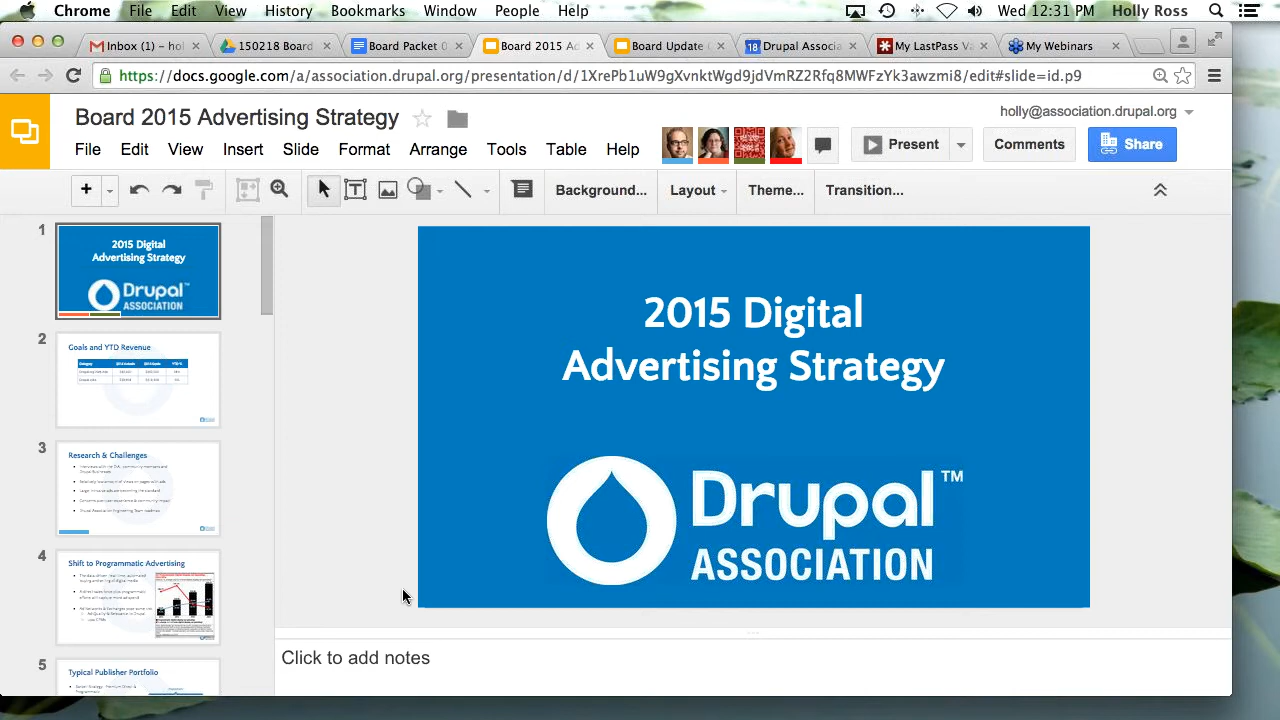 Chrome File Edit View History Bookmarks Window People Help Wed 12:31 PM Holly Ross
Inbox (1) – hol
150218 Board
Board Packet 0
Board 2015 Ad
Board Update
18 Drupal Associa
My LastPass Va
My Webinars
https://docs.google.com/a/association.drupal.org/presentation/d/1XrePb1uW9gXvnktWgd9jdVmRZ2Rfq8MWFzYk3awzmi8/edit#slide=id.p9
Board 2015 Advertising Strategy
holly@association.drupal.org
File Edit View Insert Slide Format Arrange Tools Table Help
Present
Comments
Share
Background... Layout Theme... Transition...
1
2015 Digital
Advertising Strategy
Drupal™
ASSOCIATION
2
Goals and YTD Revenue
3
Research & Challenges
4
Shift to Programmatic Advertising
5
Typical Publisher Portfolio
2015 Digital
Advertising Strategy
Drupal™
ASSOCIATION
Click to add notes